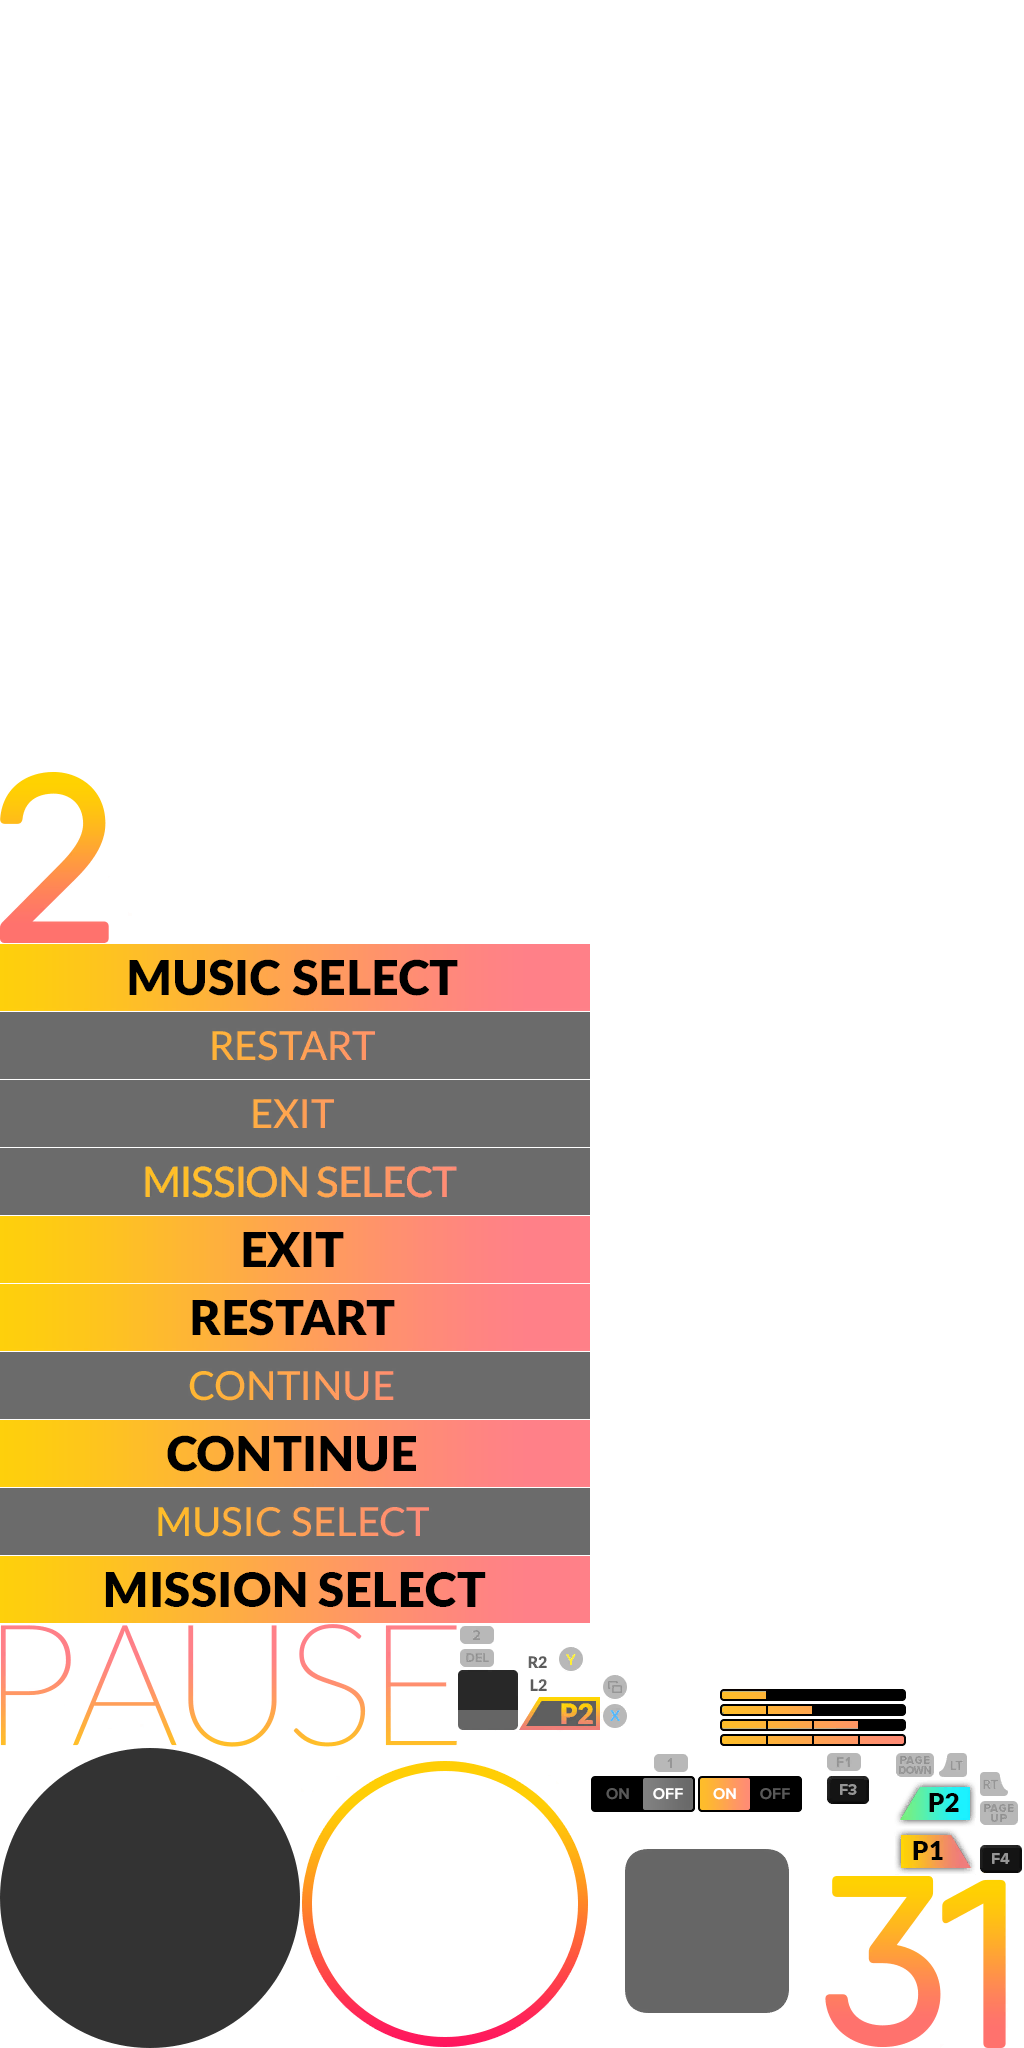 2
MUSIC SELECT
RESTART
EXIT
MISSION SELECT
EXIT
RESTART
CONTINUE
CONTINUE
MUSIC SELECT
MISSION SELECT
PAUSE
2
DEL
R2
Y
L2
P2
X
1
ON OFF
ON OFF
F1
F3
PAGE
DOWN
LT
RT
P2
PAGE
UP
P1
F4
31